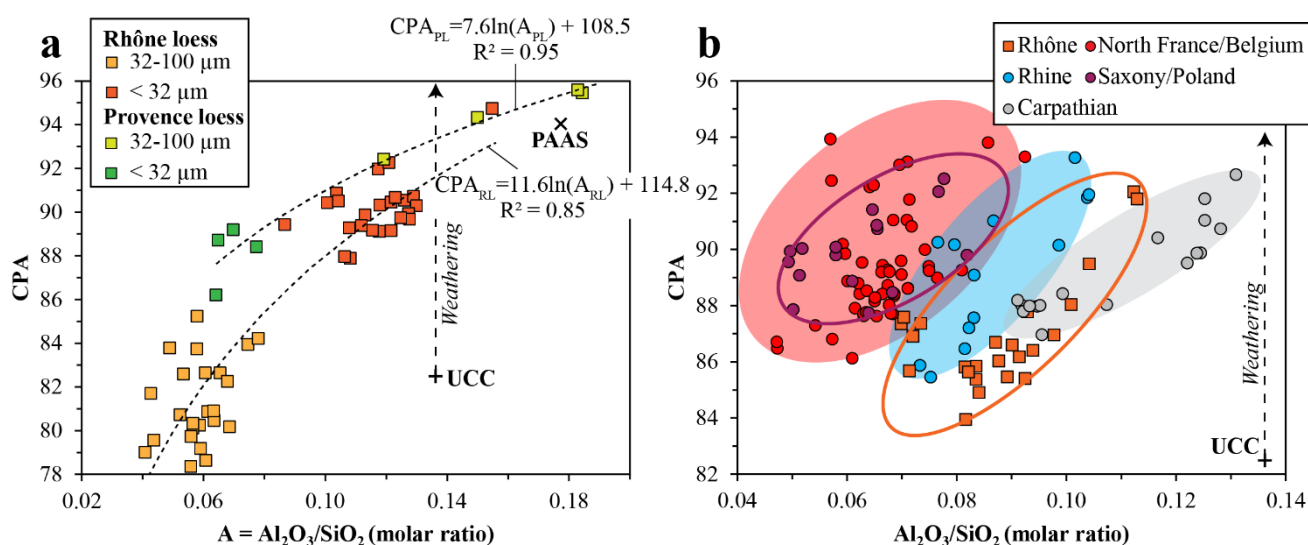 a
Rhône loess
32-100 µm
< 32 µm
Provence loess
32-100 µm
< 32 µm
CPA_PL=7.6ln(A_PL) + 108.5
R² = 0.95
PAAS
CPA_RL=11.6ln(A_RL) + 114.8
R² = 0.85
Weathering
UCC
CPA
96
94
92
90
88
86
84
82
80
78
0.02
0.06
0.10
0.14
0.18
A = Al₂O₃/SiO₂ (molar ratio)
b
Rhône
North France/Belgium
Rhine
Saxony/Poland
Carpathian
Weathering
UCC
CPA
96
94
92
90
88
86
84
82
0.04
0.06
0.08
0.10
0.12
0.14
Al₂O₃/SiO₂ (molar ratio)